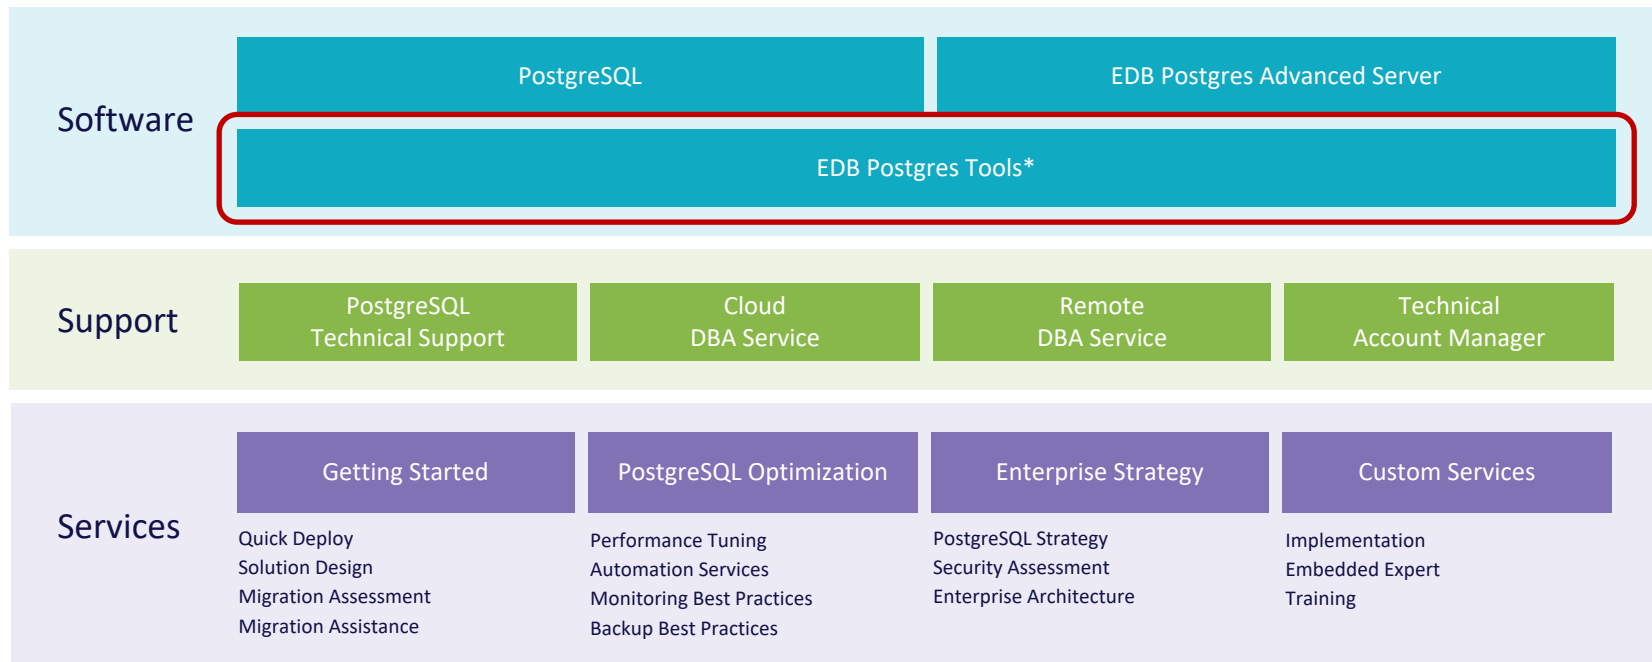 Software
PostgreSQL
EDB Postgres Advanced Server
EDB Postgres Tools*
Support
PostgreSQL
Technical Support
Cloud
DBA Service
Remote
DBA Service
Technical
Account Manager
Services
Getting Started
Quick Deploy
Solution Design
Migration Assessment
Migration Assistance
PostgreSQL Optimization
Performance Tuning
Automation Services
Monitoring Best Practices
Backup Best Practices
Enterprise Strategy
PostgreSQL Strategy
Security Assessment
Enterprise Architecture
Custom Services
Implementation
Embedded Expert
Training